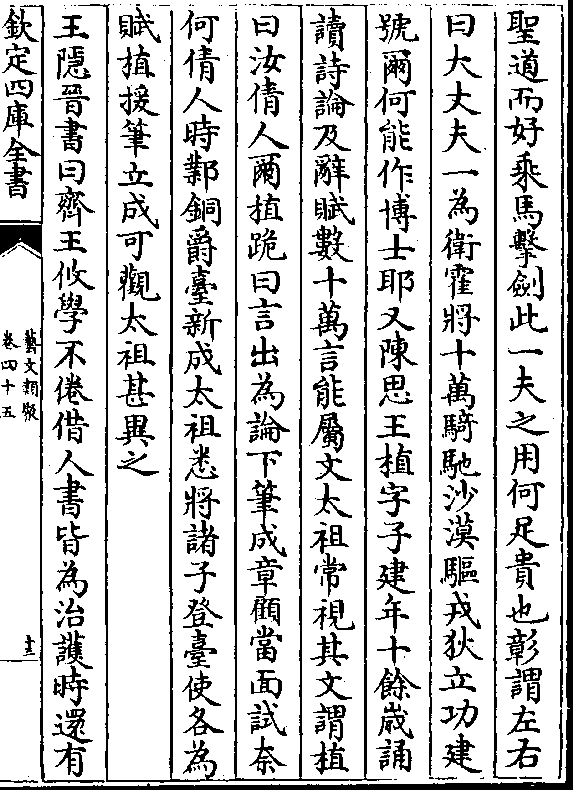 聖道而好乘馬擊劍此一夫之用何足貴也彰謂左右
曰大丈夫一為衛霍將十萬騎馳沙漠驅戎狄立功建
號爾何能作博士耶又陳思王植字子建年十餘歳誦
讀詩論及辭賦數十萬言能屬文太祖常視其文謂植
曰汝倩人爾植跪曰言出為論下筆成章顧當面試奈
何倩人時鄴銅爵臺新成太祖悉將諸子登臺使各為
賦植援筆立成可觀太祖甚異之
王隠晉書曰齊王攸學不倦借人書皆為治護時還有
欽定四庫全書
藝文類聚
卷四十五
十三